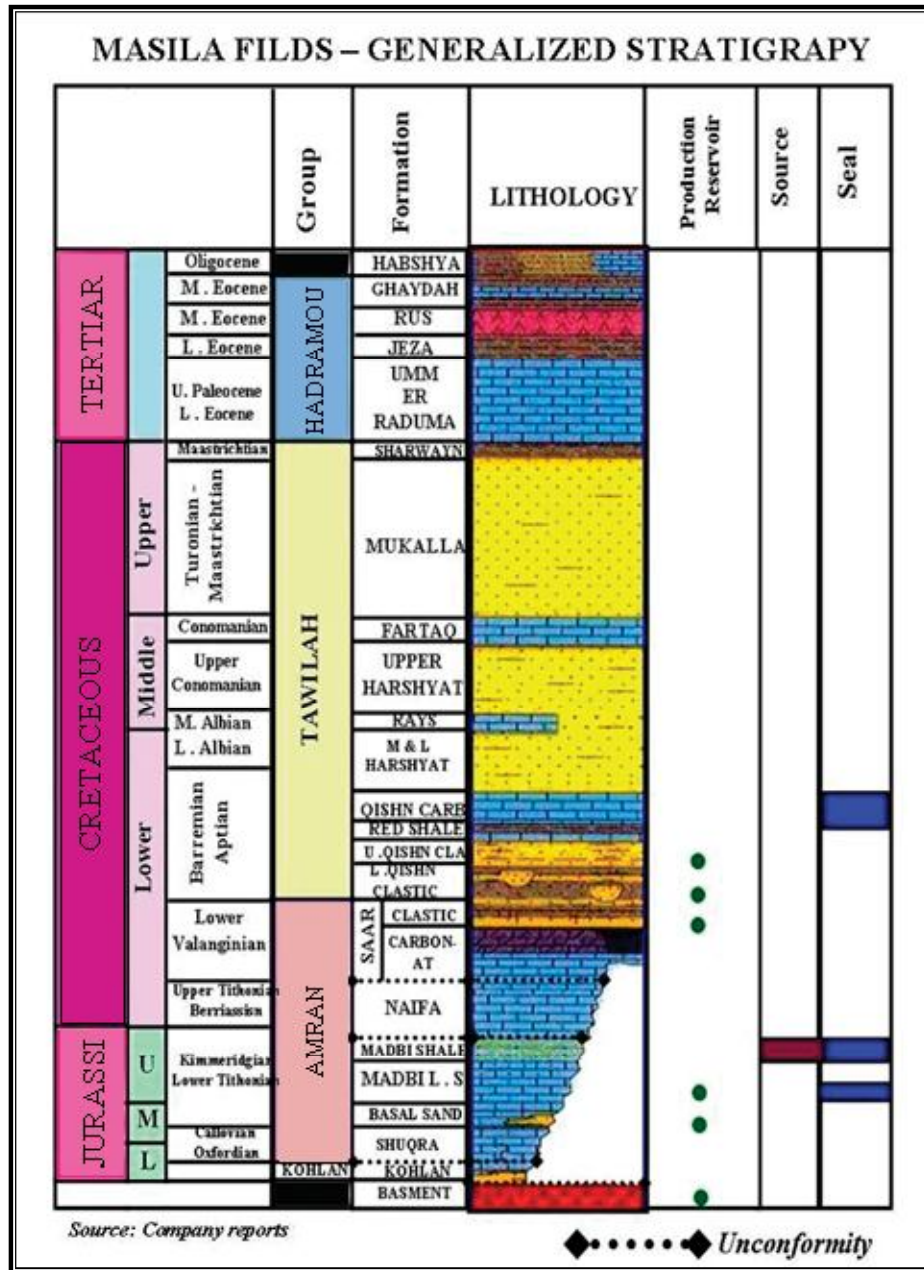 MASILA FILDS – GENERALIZED STRATIGRAPY
Group
Formation
LITHOLOGY
Production
Reservoir
Source
Seal
TERTIAR
Oligocene
HABSHYA
HADRAMOU
M . Eocene
GHAYDAH
M . Eocene
RUS
L . Eocene
JEZA
U. Paleocene
L . Eocene
UMM
ER
RADUMA
CRETACEOUS
Upper
Maastrichtian
TAWILAH
SHARWAYN
Turonian -
Maastrichtian
MUKALLA
Middle
Conomanian
FARTAQ
Upper
Conomanian
UPPER
HARSHYAT
M. Albian
RAYS
Lower
L . Albian
M & L
HARSHYAT
Barremian
Aptian
QISHN CARB
RED SHALE
U .QISHN CLA
L .QISHN
CLASTIC
Lower
Valanginian
AMRAN
SAAR
CLASTIC
CARBON-
AT
Upper Tithonian
Berriassisn
NAIFA
JURASSI
U
Kimmeridgian
Lower Tithonian
MADBI SHALE
MADBI L . S
M
BASAL SAND
Callovian
Oxfordian
SHUQRA
L
KOHLAN
KOHLAN
BASMENT
Source: Company reports
Unconformity